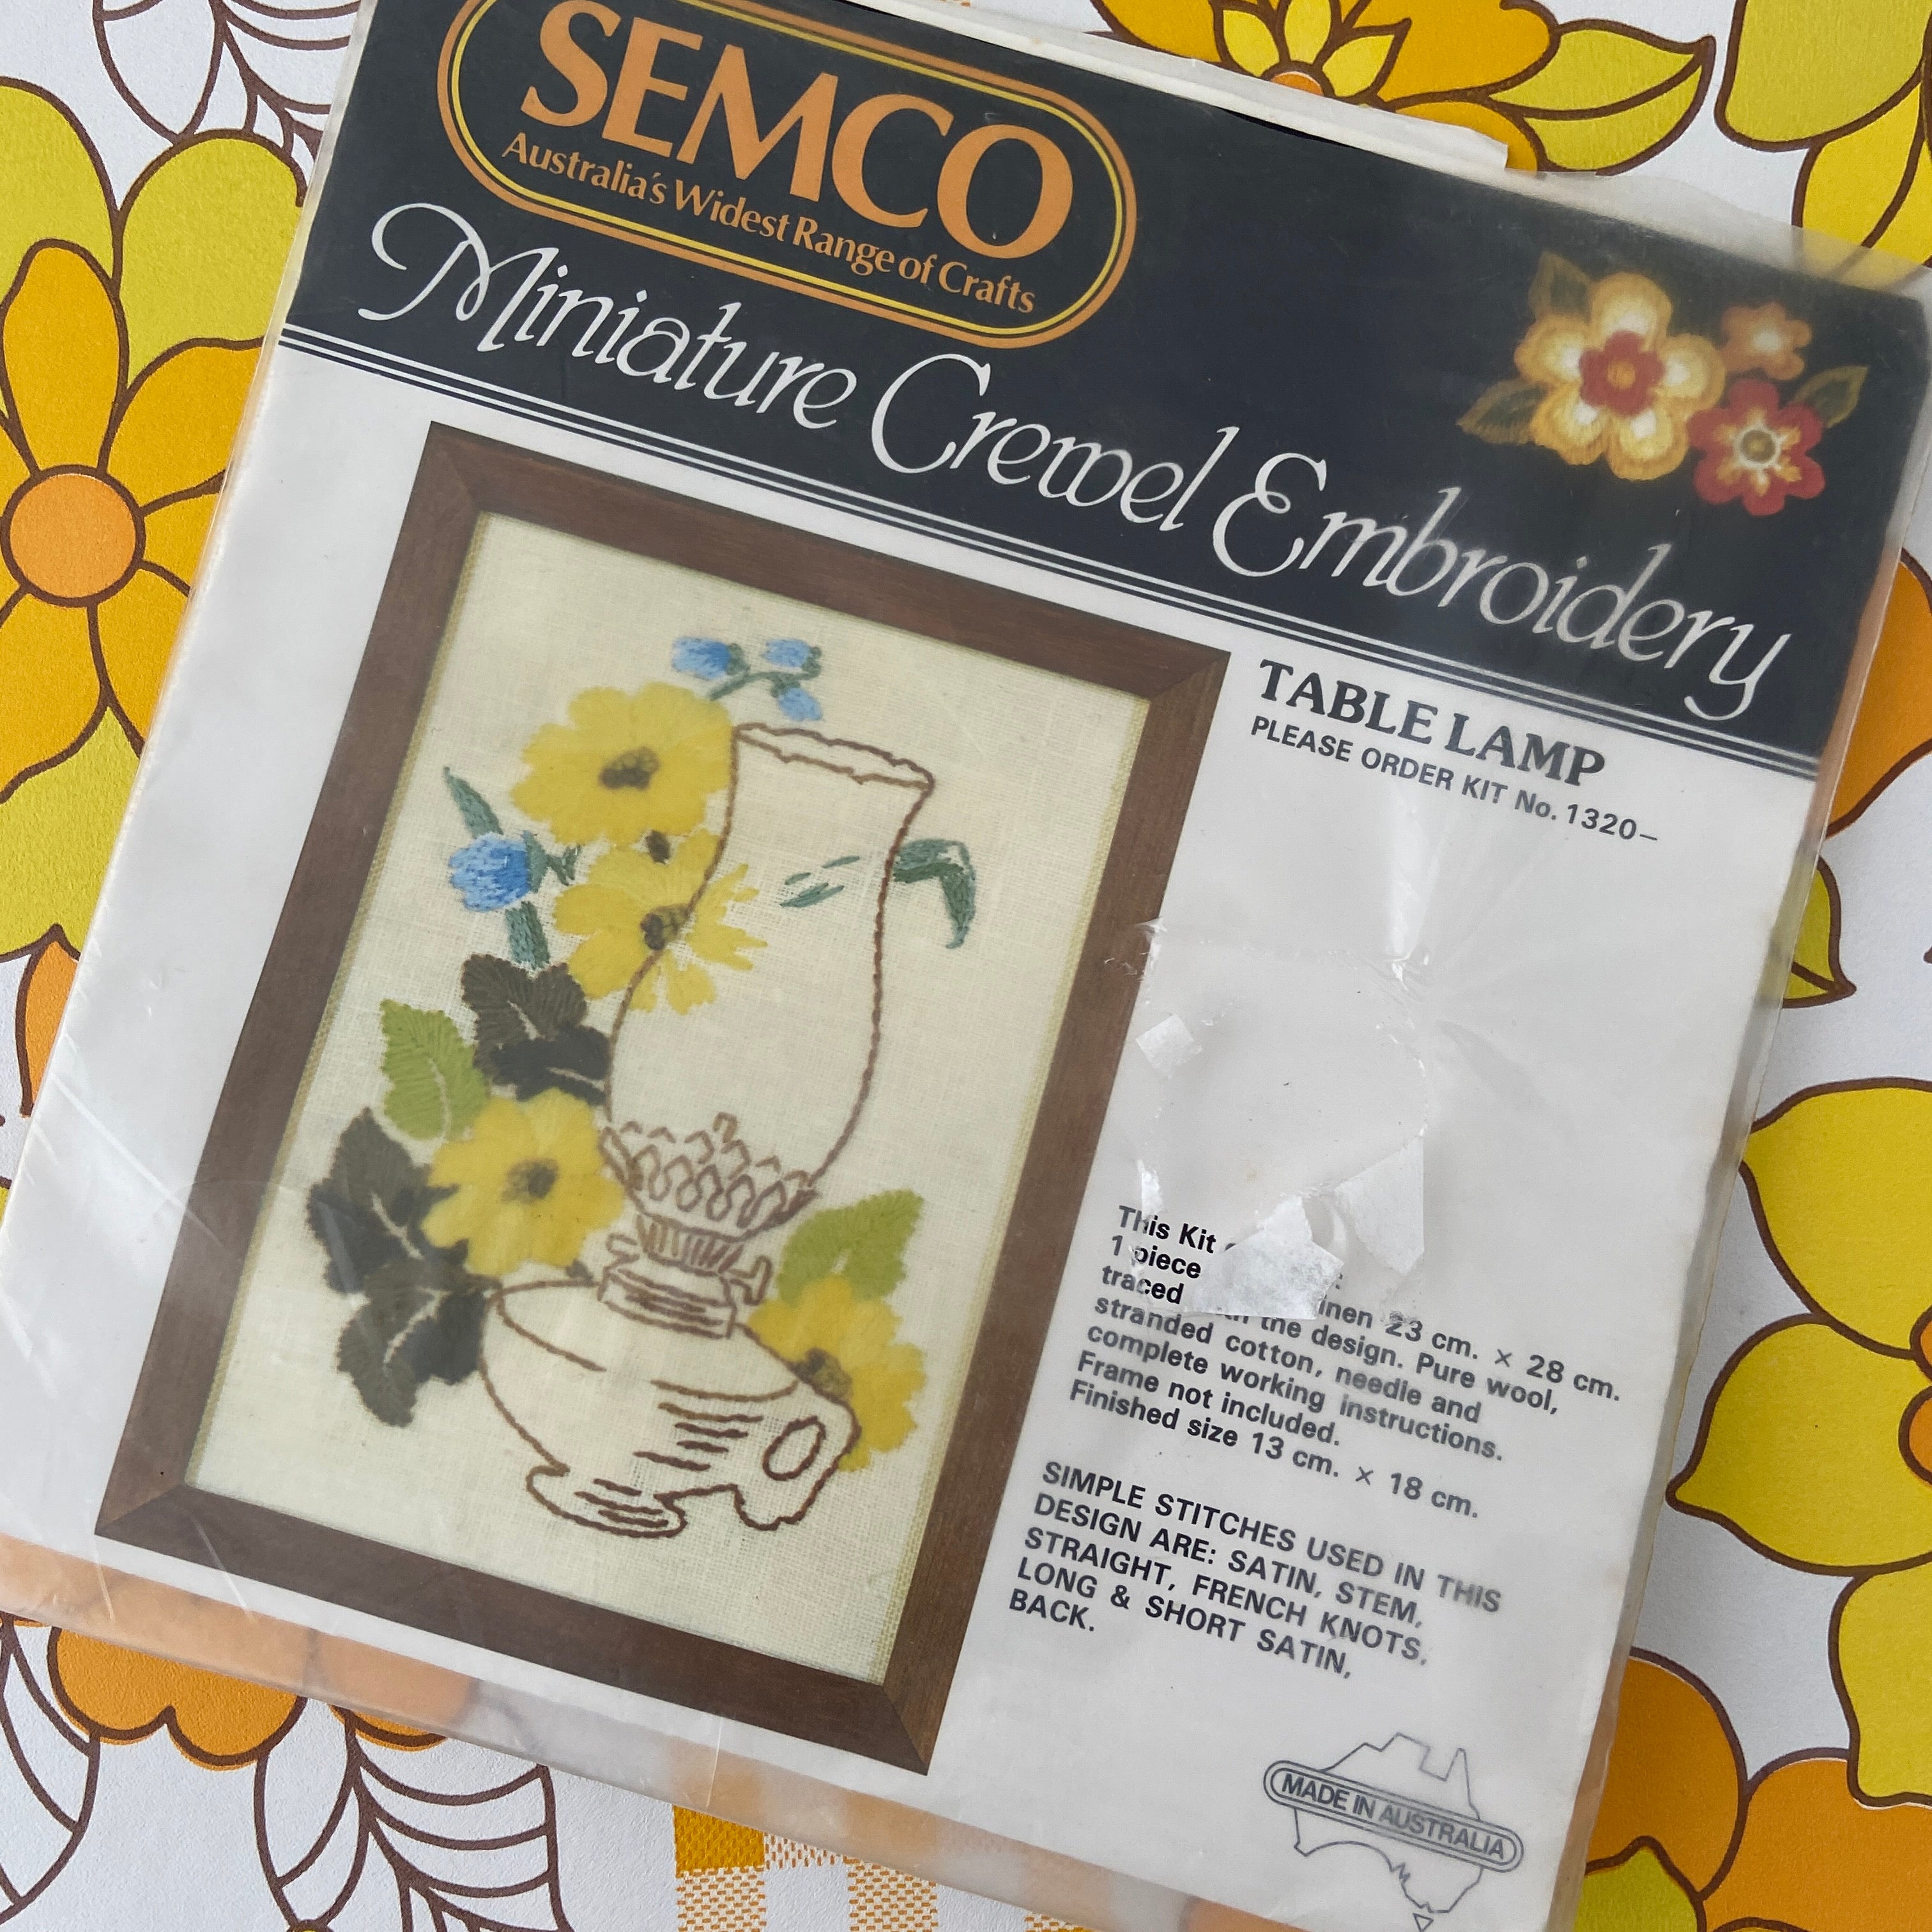 SEMCO
Australia's Widest Range of Crafts
Miniature Crewel Embroidery
TABLE LAMP
PLEASE ORDER KIT No. 1320–
This Kit
1 piece 23 cm. × 28 cm.
traced the design. Pure wool,
stranded cotton, needle and
complete working instructions.
Frame not included.
Finished size 13 cm. × 18 cm.
SIMPLE STITCHES USED IN THIS
DESIGN ARE: SATIN, STEM,
STRAIGHT, FRENCH KNOTS,
LONG & SHORT SATIN,
BACK.
MADE IN AUSTRALIA